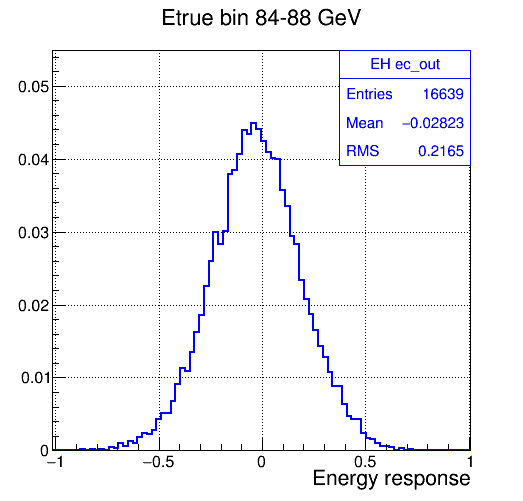 Etrue bin 84-88 GeV
EH ec_out
Entries 16639
Mean −0.02823
RMS 0.2165
0.05
0.04
0.03
0.02
0.01
0
−1 −0.5 0 0.5 1
Energy response